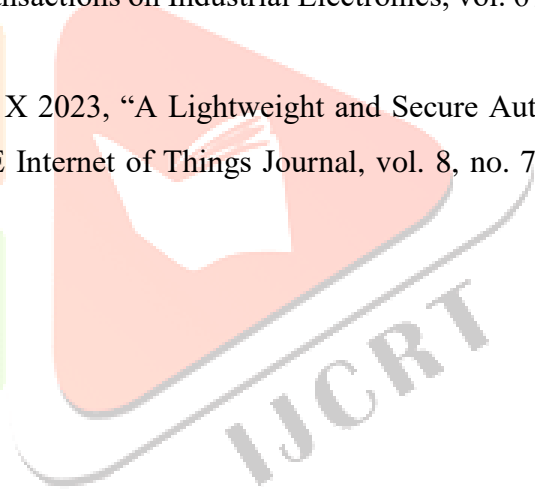 nsactions on Industrial Electronics, vol. 6
X 2023, “A Lightweight and Secure Aut
E Internet of Things Journal, vol. 8, no. 7
IJCRT